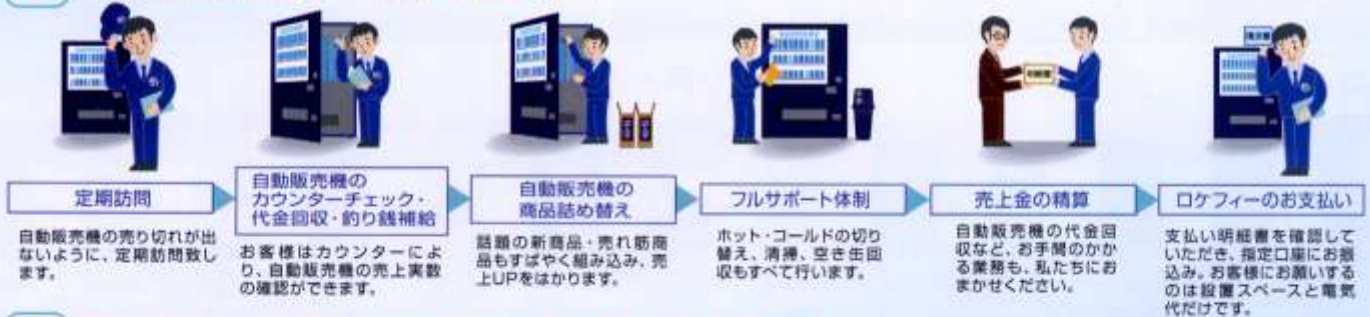 定期訪問
自動販売機の売り切れが出
ないように、定期訪問致し
ます。
自動販売機の
カウンターチェック・
代金回収・釣り銭補給
お客様はカウンターによ
り、自動販売機の売上実数
の確認ができます。
自動販売機の
商品詰め替え
話題の新商品・売れ筋商
品もすばやく組み込み、売
上UPをはかります。
フルサポート体制
ホット・コールドの切り
替え、清掃、空き缶回
収もすべて行います。
売上金の精算
自動販売機の代金回
収など、お手間のかか
る業務も、私たちにお
まかせください。
ロケフィーのお支払い
支払い明細書を確認して
いただき、指定口座にお振
込み。お客様にお願いする
のは設置スペースと電気
代だけです。